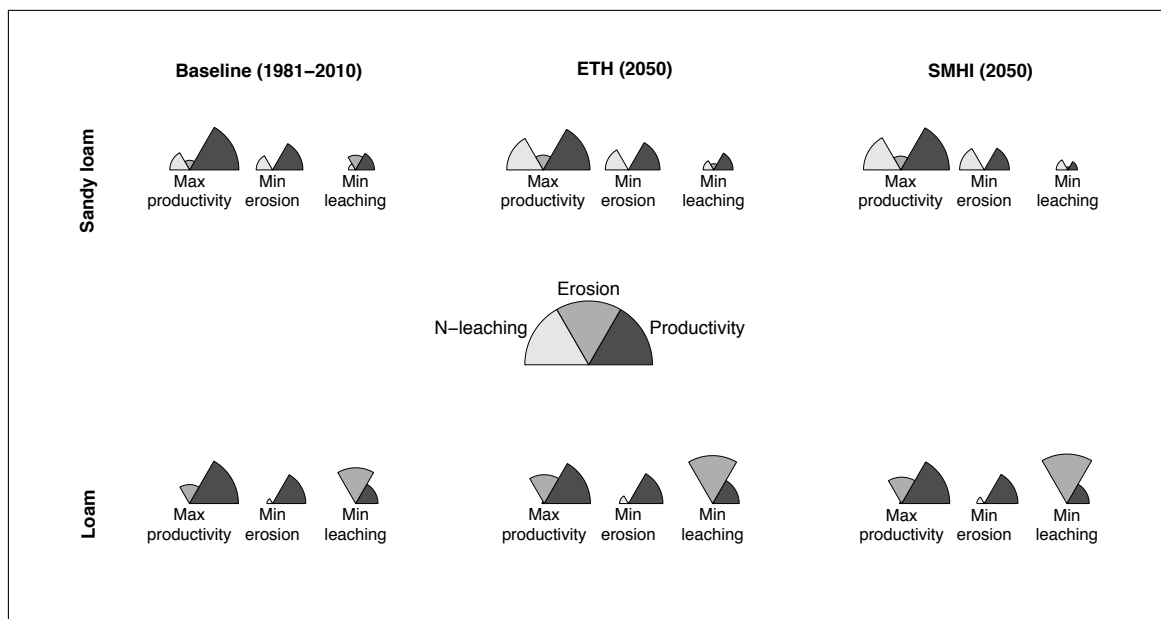 Baseline (1981–2010)
ETH (2050)
SMHI (2050)
Sandy loam
Max
productivity
Min
erosion
Min
leaching
Max
productivity
Min
erosion
Min
leaching
Max
productivity
Min
erosion
Min
leaching
Erosion
N–leaching
Productivity
Loam
Max
productivity
Min
erosion
Min
leaching
Max
productivity
Min
erosion
Min
leaching
Max
productivity
Min
erosion
Min
leaching